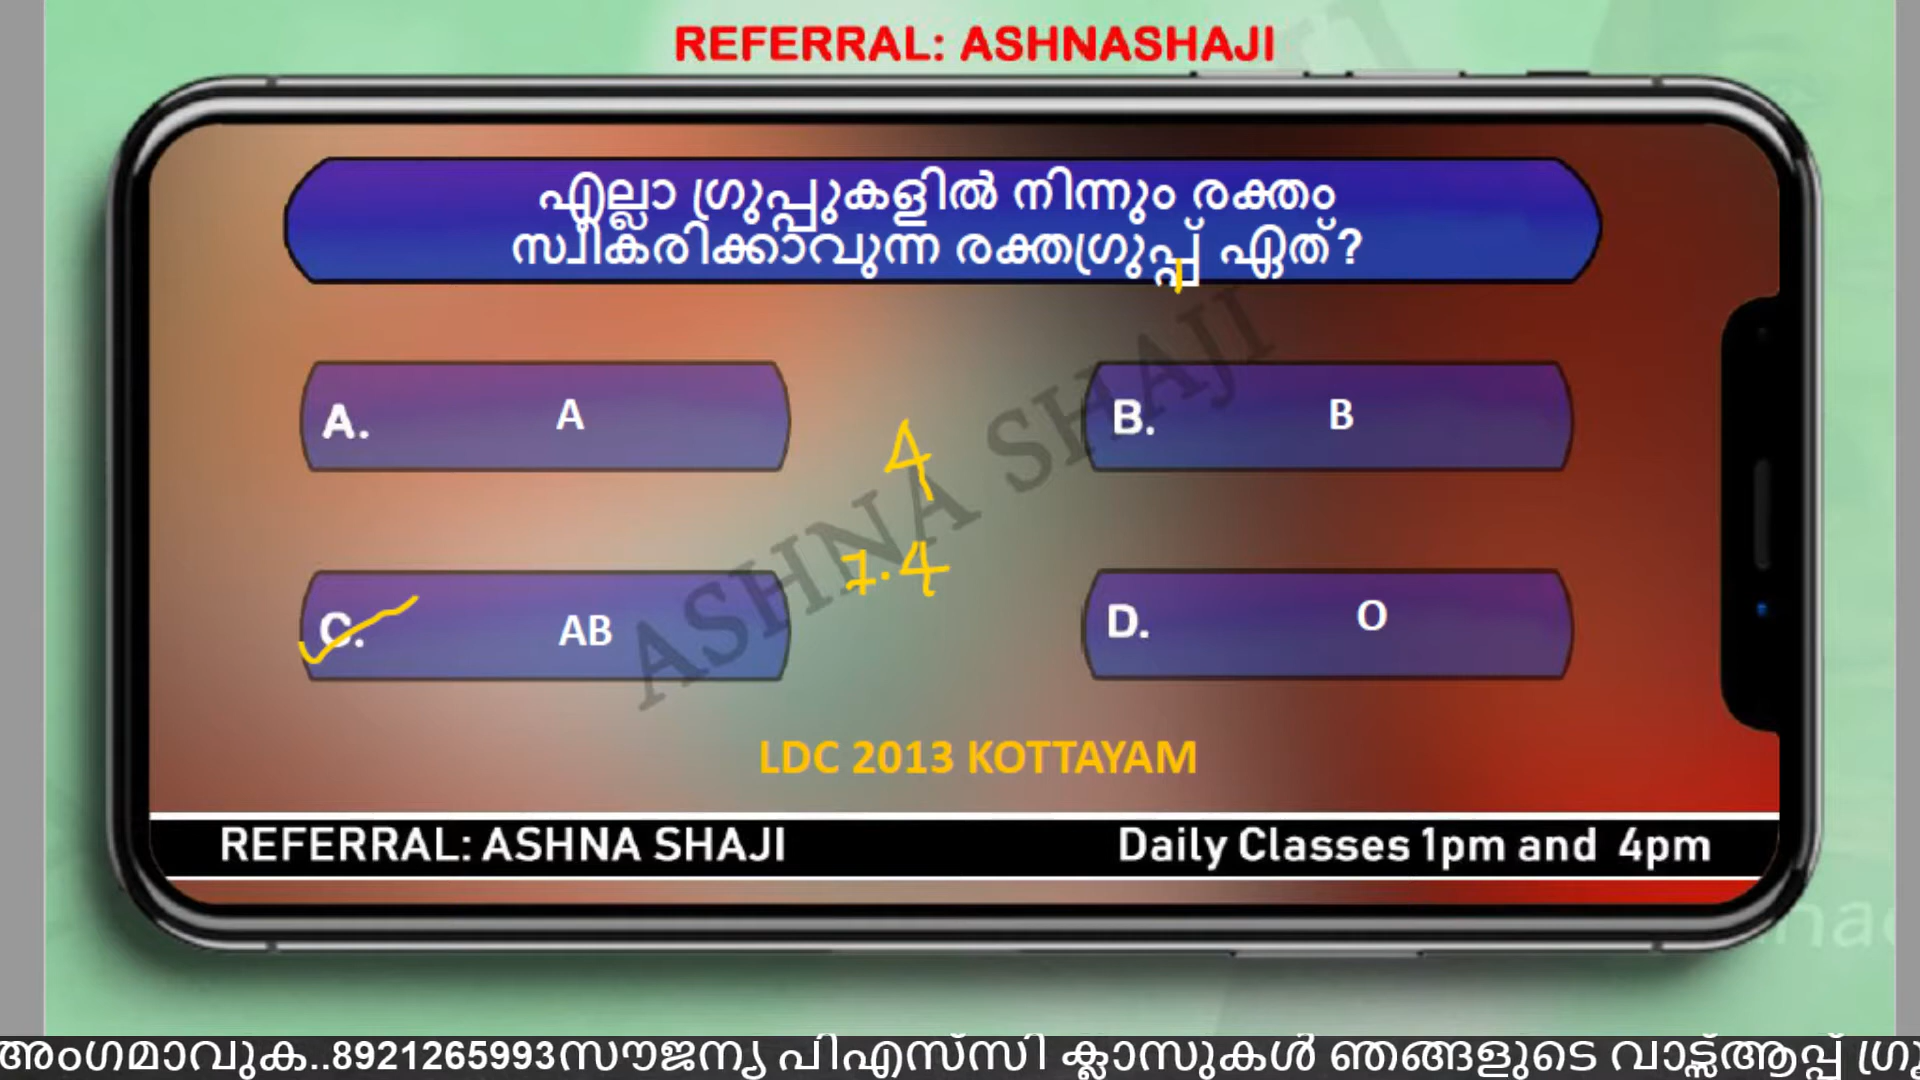 REFERRAL: ASHNASHAJI
എല്ലാ ഗ്രുപ്പുകളിൽ നിന്നും രക്തം
സ്വീകരിക്കാവുന്ന രക്തഗ്രുപ്പ് ഏത്?
A. A
B. B
4
7.4
C. AB
D. O
ASHNA SHAJI
LDC 2013 KOTTAYAM
REFERRAL: ASHNA SHAJI
Daily Classes 1pm and 4pm
അംഗമാവുക..8921265993സൗജന്യ പിഎസ്‌സി ക്ലാസുകൾ ഞങ്ങളുടെ വാട്സ്ആപ്പ്